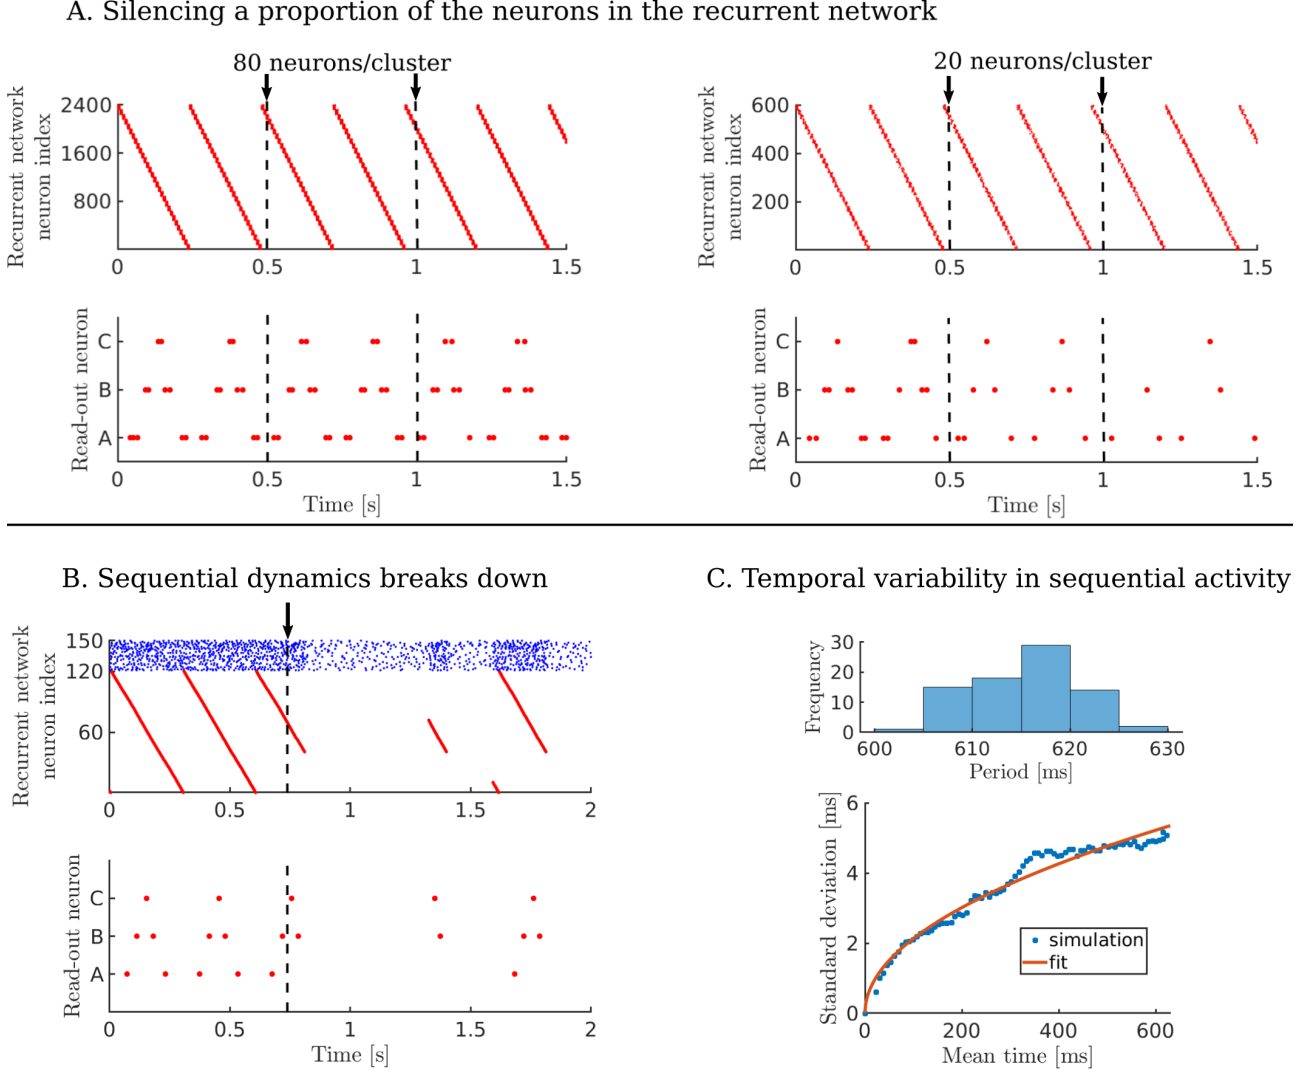 A. Silencing a proportion of the neurons in the recurrent network
80 neurons/cluster
Recurrent network
neuron index
2400
1600
800
0
0.5
1
1.5
Read-out neuron
C
B
A
0
0.5
1
1.5
Time [s]
20 neurons/cluster
Recurrent network
neuron index
600
400
200
0
0.5
1
1.5
Read-out neuron
C
B
A
0
0.5
1
1.5
Time [s]
B. Sequential dynamics breaks down
Recurrent network
neuron index
150
120
60
0
0.5
1
1.5
2
Read-out neuron
C
B
A
0
0.5
1
1.5
2
Time [s]
C. Temporal variability in sequential activity
Frequency
30
20
10
0
600
610
620
630
Period [ms]
Standard deviation [ms]
6
4
2
0
simulation
fit
0
200
400
600
Mean time [ms]